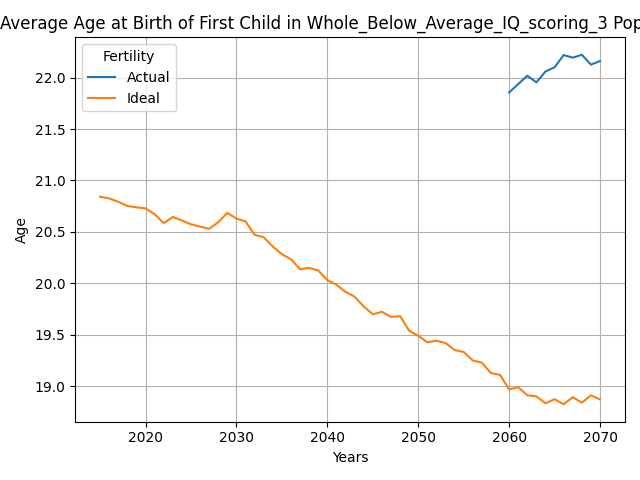 Average Age at Birth of First Child in Whole_Below_Average_IQ_scoring_3 Pop
Fertility
Actual
Ideal
22.0
21.5
21.0
20.5
20.0
19.5
19.0
Age
2020 2030 2040 2050 2060 2070
Years